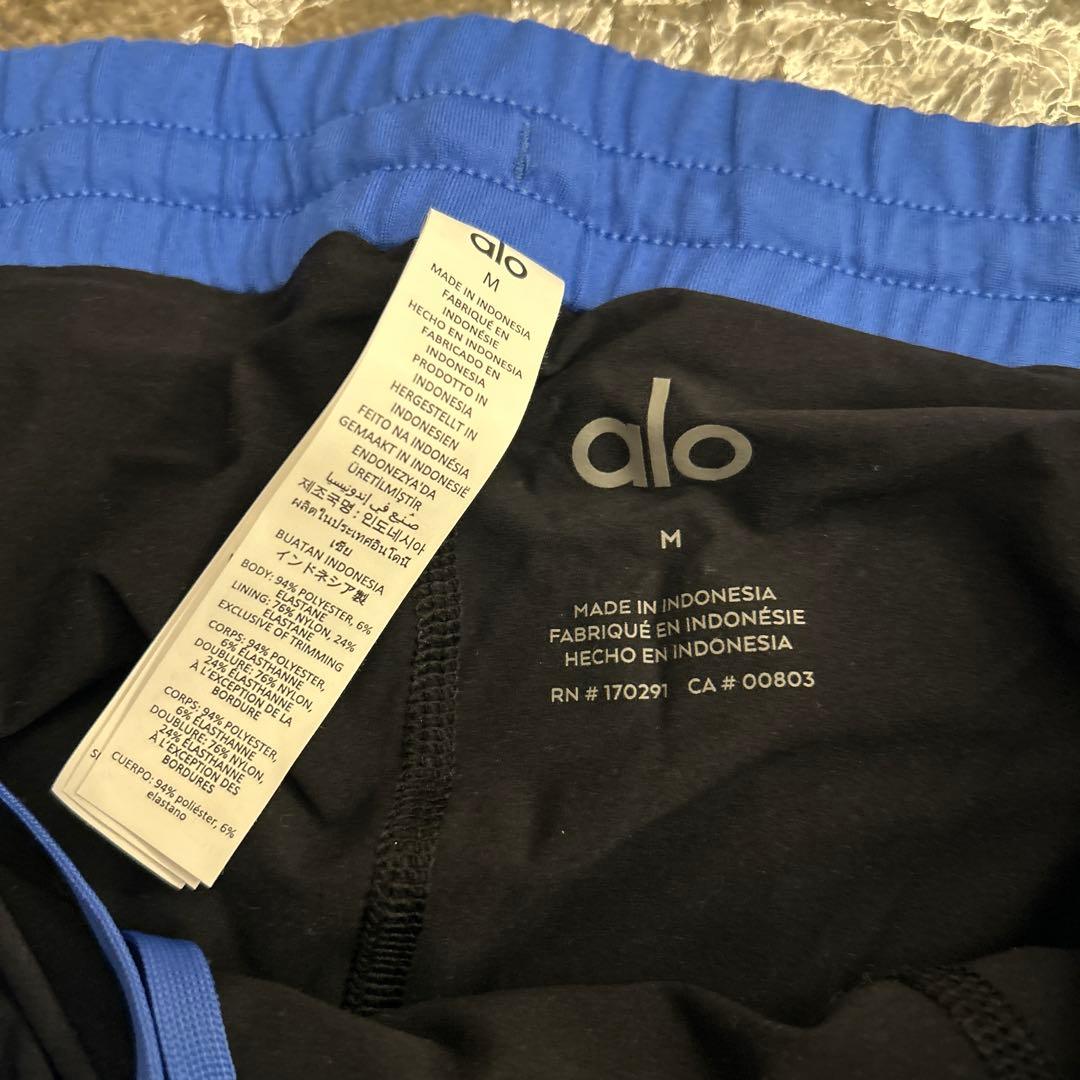 alo
M
MADE IN INDONESIA
FABRIQUÉ EN
INDONÉSIE
HECHO EN INDONESIA
FABRICADO EN
INDONESIA
PRODOTTO IN
INDONESIA
HERGESTELLT IN
INDONESIEN
FEITO NA INDONÉSIA
GEMAAKT IN INDONESIË
ENDONEZYA'DA
ÜRETİLMİŞTİR
صُنع في إندونيسيا
제조국명 : 인도네시아
ผลิตในประเทศอินโดนี
เซีย
BUATAN INDONESIA
インドネシア製
BODY: 94% POLYESTER, 6%
ELASTANE
LINING: 76% NYLON, 24%
ELASTANE
EXCLUSIVE OF TRIMMING
CORPS: 94% POLYESTER,
6% ÉLASTHANNE
DOUBLURE: 76% NYLON,
24% ÉLASTHANNE
À L'EXCEPTION DE LA
BORDURE
CORPS: 94% POLYESTER,
6% ÉLASTHANNE
DOUBLURE: 76% NYLON,
24% ÉLASTHANNE
À L'EXCEPTION DES
BORDURES
CUERPO: 94% poliéster, 6%
elastano
alo
M
MADE IN INDONESIA
FABRIQUÉ EN INDONÉSIE
HECHO EN INDONESIA
RN # 170291 CA # 00803